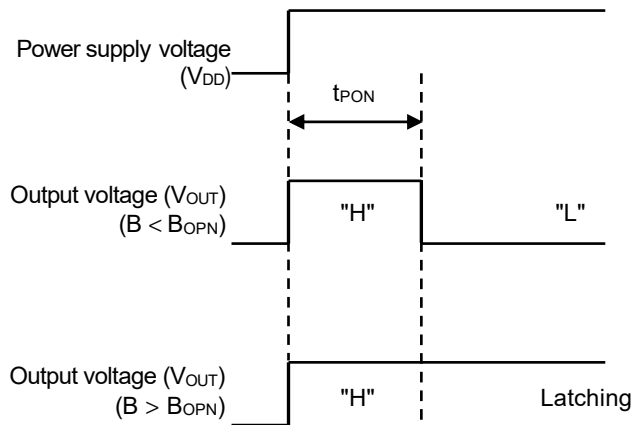 Power supply voltage
(VDD)
tPON
Output voltage (VOUT)
(B < BOPN)
"H"
"L"
Output voltage (VOUT)
(B > BOPN)
"H"
Latching